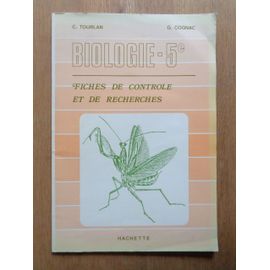 C. TOURLAN G. COGNAC
BIOLOGIE-5e
FICHES DE CONTROLE
ET DE RECHERCHES
HACHETTE